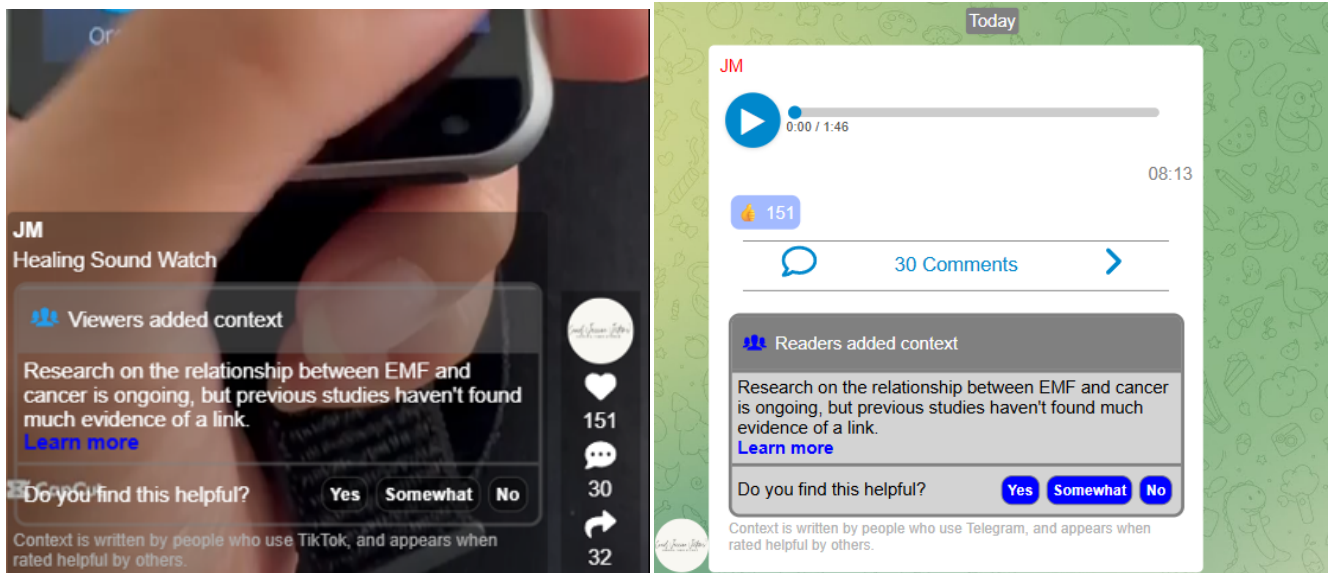 Or
JM
Healing Sound Watch
Viewers added context
Research on the relationship between EMF and
cancer is ongoing, but previous studies haven't found
much evidence of a link.
Learn more
Do you find this helpful?
Yes
Somewhat
No
Context is written by people who use TikTok, and appears when
rated helpful by others.
151
30
32
Today
JM
0:00 / 1:46
08:13
👍 151
30 Comments
Readers added context
Research on the relationship between EMF and cancer
is ongoing, but previous studies haven't found much
evidence of a link.
Learn more
Do you find this helpful?
Yes
Somewhat
No
Context is written by people who use Telegram, and appears when
rated helpful by others.